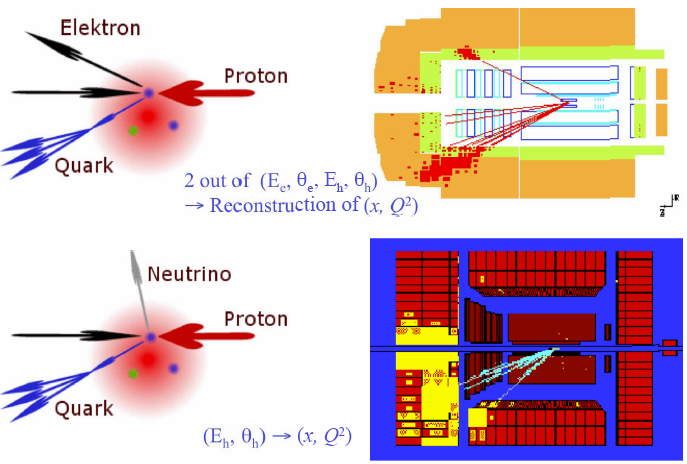 Elektron
Proton
Quark
2 out of (Eₑ, θₑ, Eₕ, θₕ)
→ Reconstruction of (x, Q²)
R
Z
Neutrino
Proton
Quark
(Eₕ, θₕ) → (x, Q²)